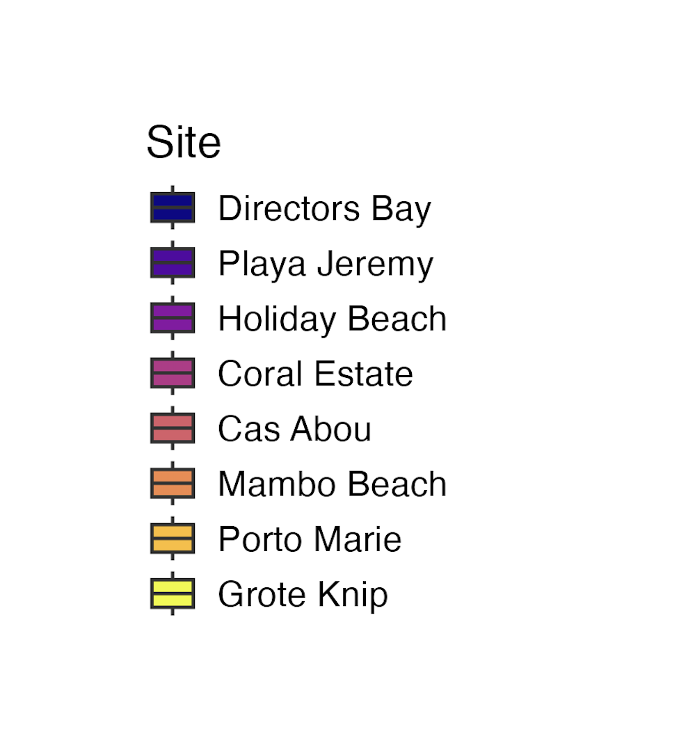 Site
Directors Bay
Playa Jeremy
Holiday Beach
Coral Estate
Cas Abou
Mambo Beach
Porto Marie
Grote Knip